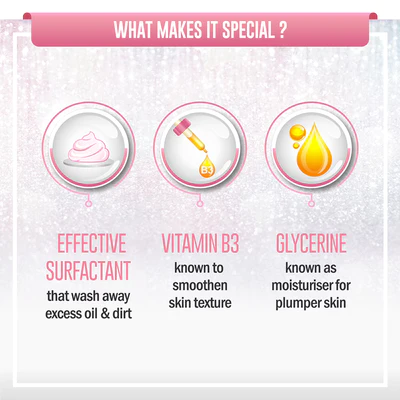 WHAT MAKES IT SPECIAL ?
B3
EFFECTIVE
SURFACTANT
that wash away
excess oil & dirt
VITAMIN B3
known to
smoothen
skin texture
GLYCERINE
known as
moisturiser for
plumper skin